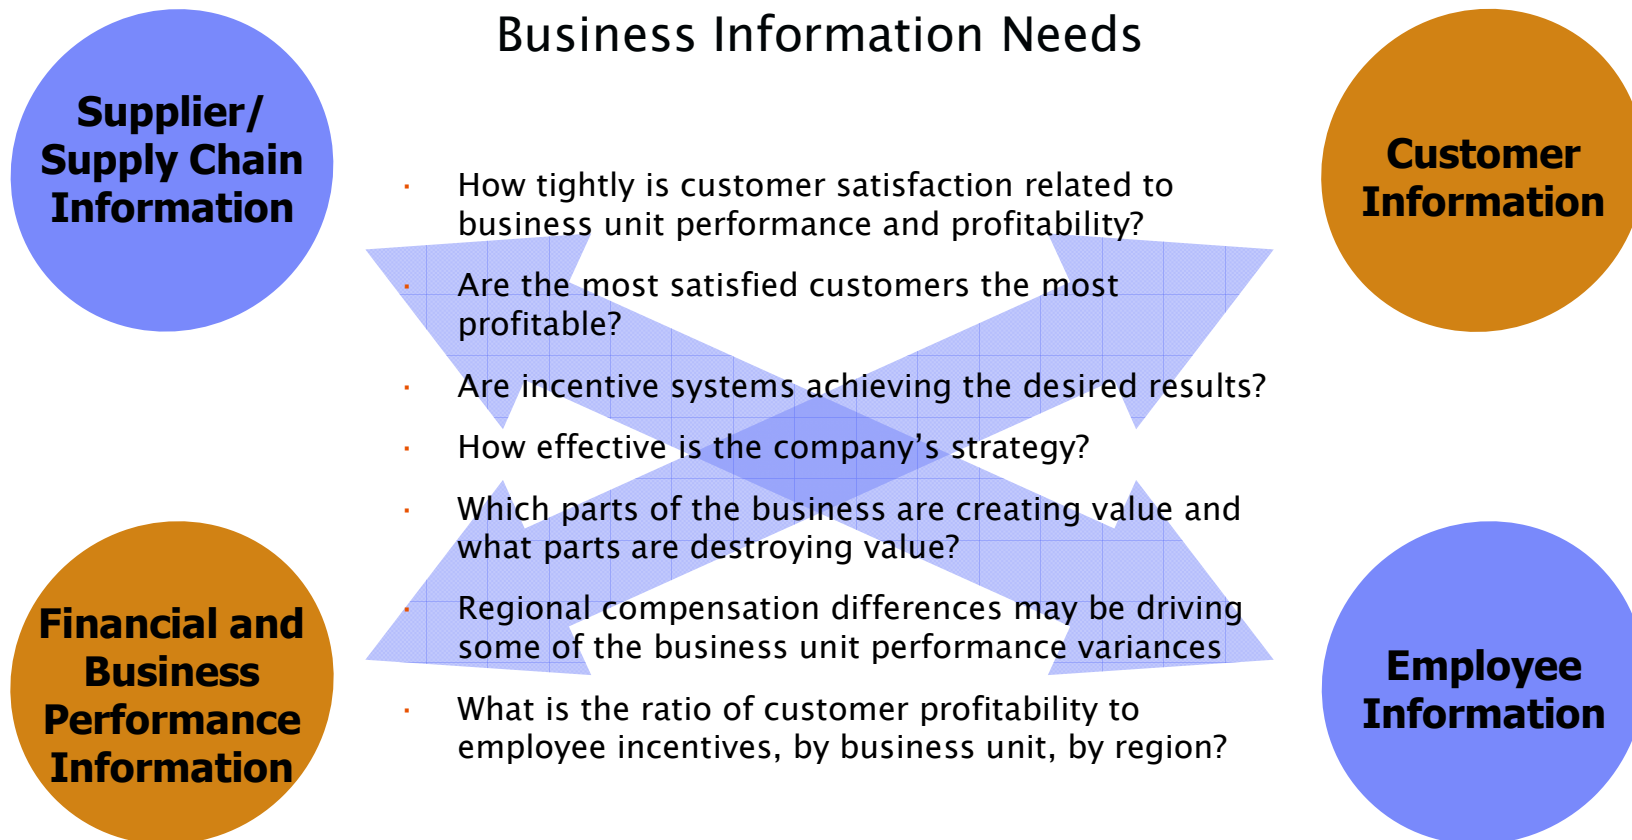 Business Information Needs
Supplier/
Supply Chain
Information
Customer
Information
· How tightly is customer satisfaction related to
business unit performance and profitability?
· Are the most satisfied customers the most
profitable?
· Are incentive systems achieving the desired results?
· How effective is the company’s strategy?
· Which parts of the business are creating value and
what parts are destroying value?
· Regional compensation differences may be driving
some of the business unit performance variances
· What is the ratio of customer profitability to
employee incentives, by business unit, by region?
Financial and
Business
Performance
Information
Employee
Information